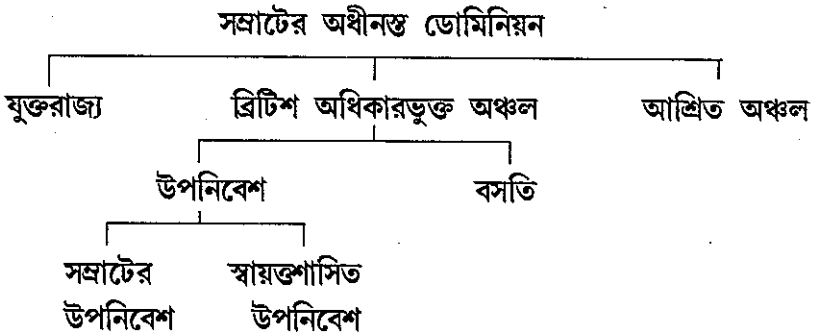 সম্রাটের অধীনস্ত ডোমিনিয়ন
যুক্তরাজ্য ব্রিটিশ অধিকারভুক্ত অঞ্চল আশ্রিত অঞ্চল
উপনিবেশ বসতি
সম্রাটের স্বায়ত্তশাসিত
উপনিবেশ উপনিবেশ